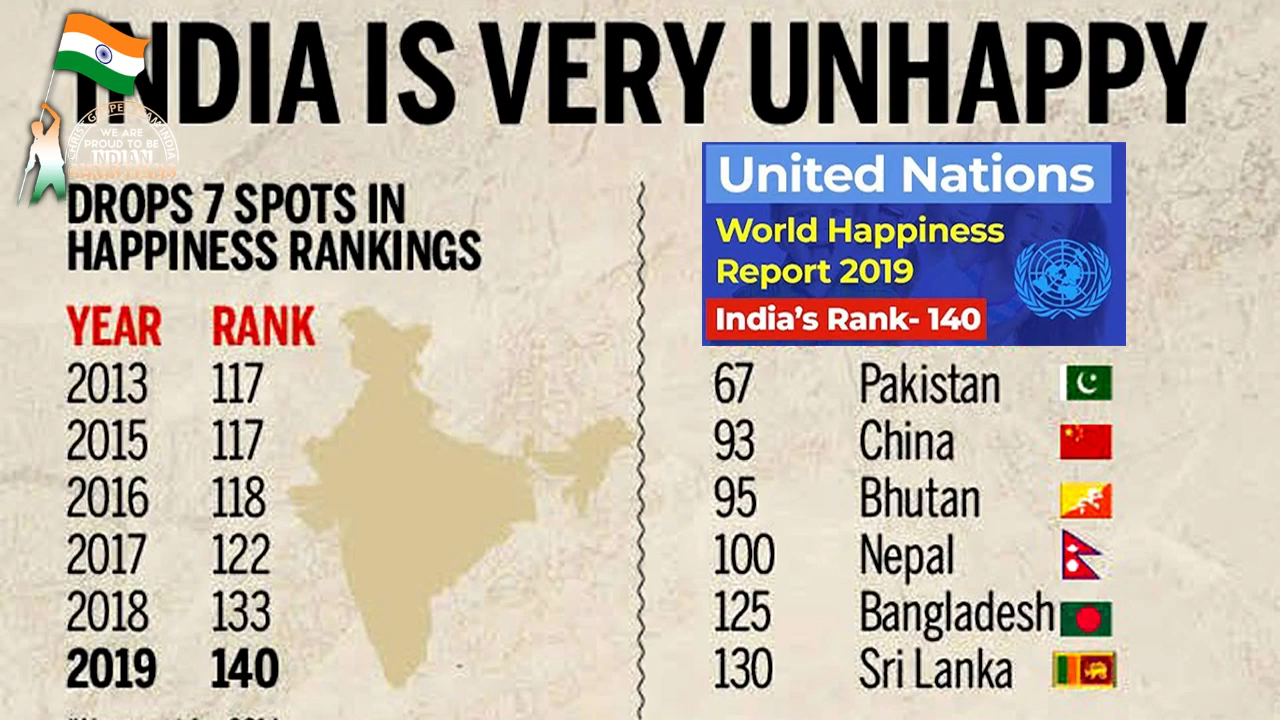 INDIA IS VERY UNHAPPY
WE ARE
PROUD TO BE
INDIAN
DROPS 7 SPOTS IN
HAPPINESS RANKINGS
YEAR RANK
2013 117
2015 117
2016 118
2017 122
2018 133
2019 140
United Nations
World Happiness
Report 2019
India's Rank- 140
67 Pakistan
93 China
95 Bhutan
100 Nepal
125 Bangladesh
130 Sri Lanka